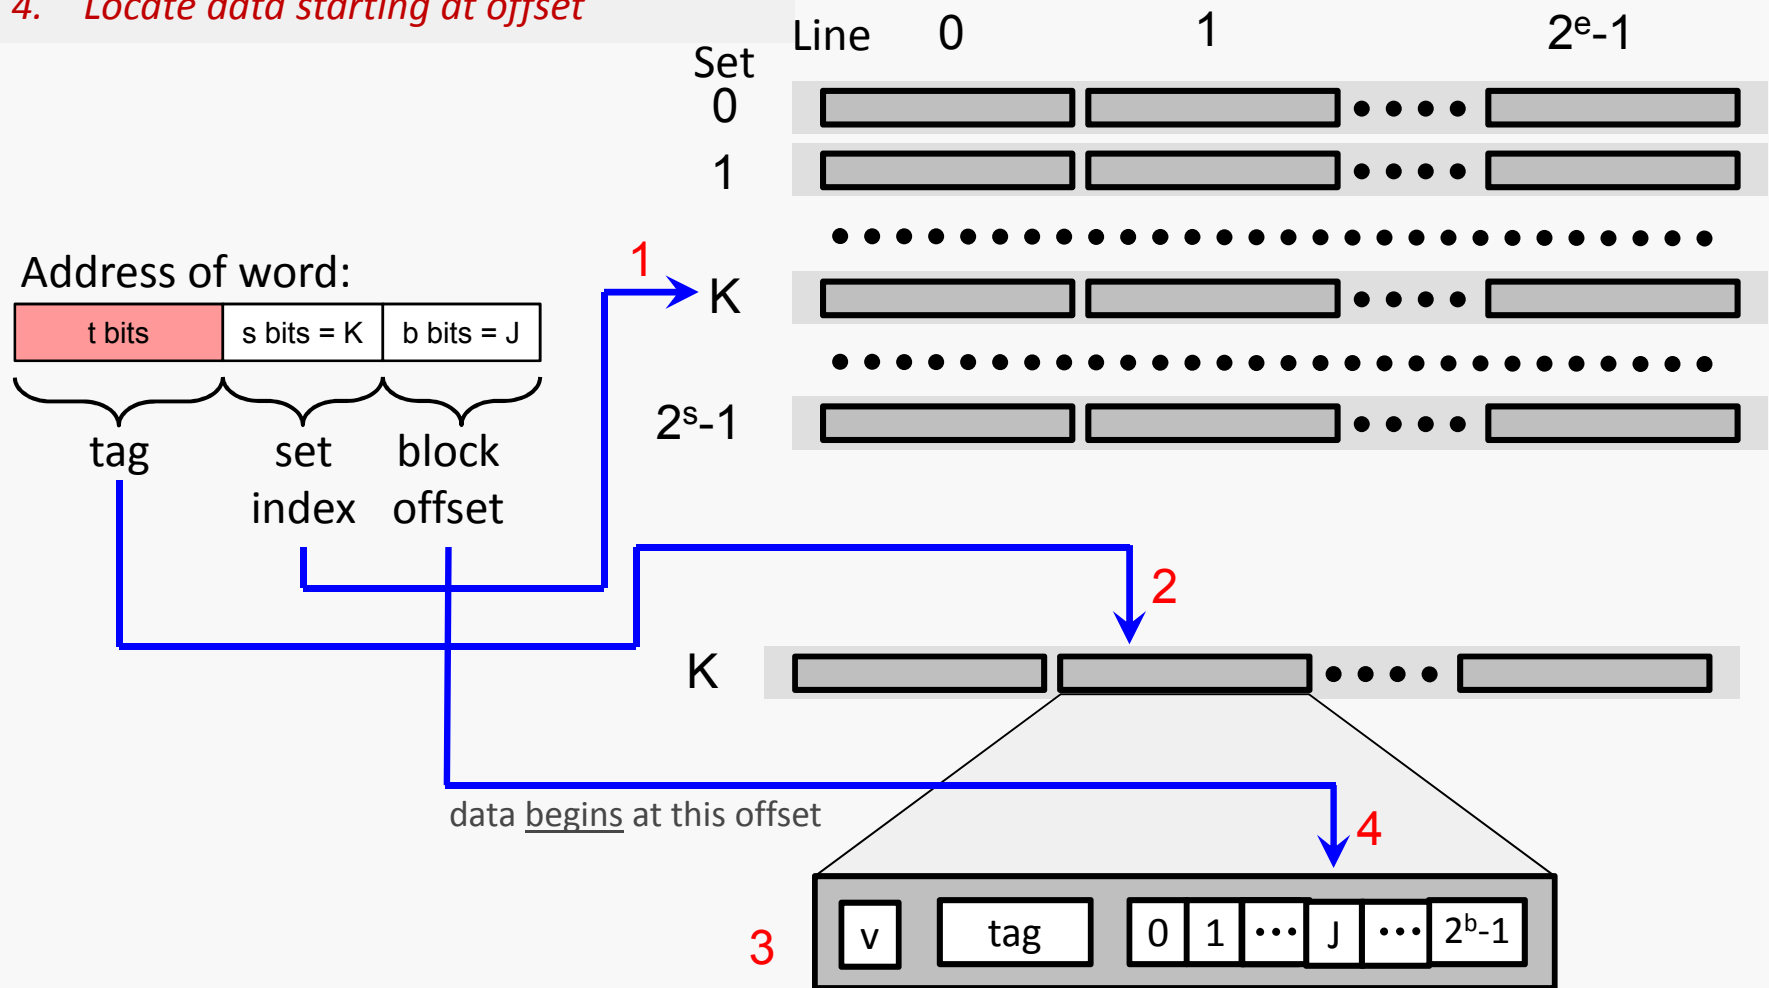 4. Locate data starting at offset
Line 0 1 2ᵉ-1
Set
0
1
K
2ˢ-1
Address of word:
t bits s bits = K b bits = J
tag set index block offset
1
2
K
data begins at this offset
4
3
v tag 0 1 ••• J ••• 2ᵇ-1